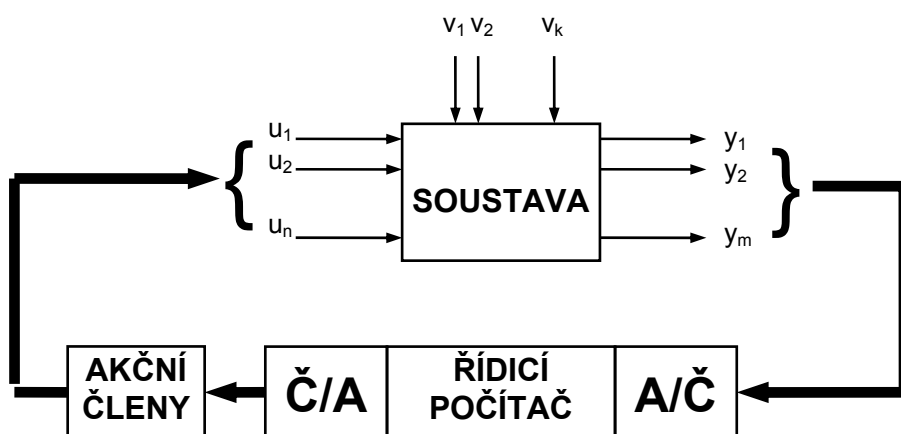 v₁ v₂ vₖ
u₁ y₁
u₂ y₂
SOUSTAVA
uₙ yₘ
AKČNÍ ČLENY
Č/A
ŘÍDICÍ POČÍTAČ
A/Č